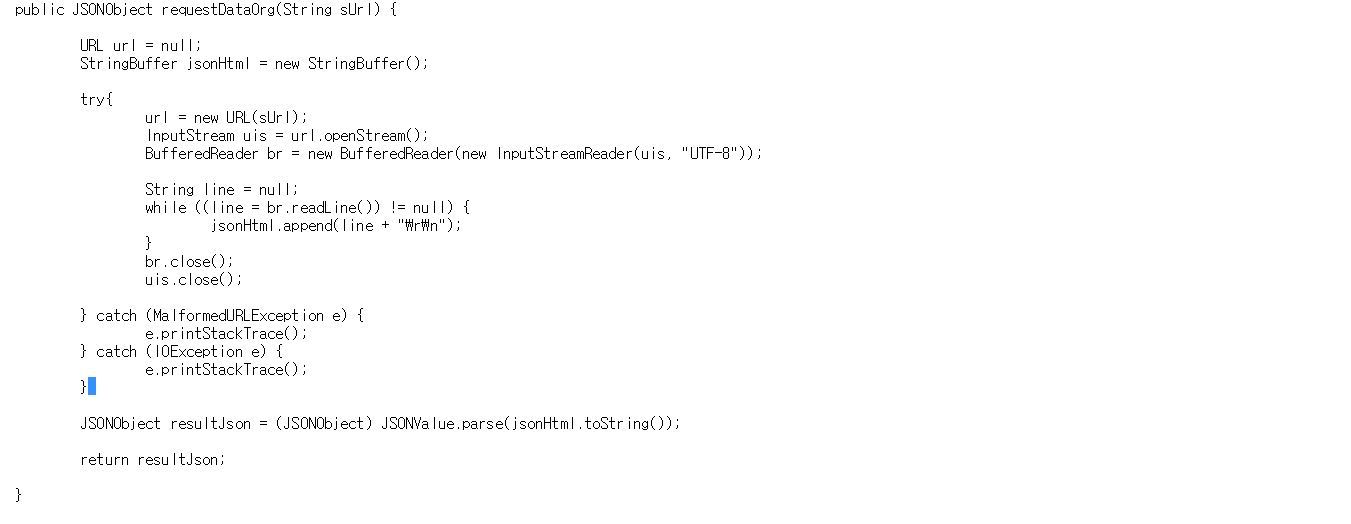 public JSONObject requestDataOrg(String sUrl) {
URL url = null;
StringBuffer jsonHtml = new StringBuffer();
try{
url = new URL(sUrl);
InputStream uis = url.openStream();
BufferedReader br = new BufferedReader(new InputStreamReader(uis, "UTF-8"));
String line = null;
while ((line = br.readLine()) != null) {
jsonHtml.append(line + "₩r₩n");
}
br.close();
uis.close();
} catch (MalformedURLException e) {
e.printStackTrace();
} catch (IOException e) {
e.printStackTrace();
}
JSONObject resultJson = (JSONObject) JSONValue.parse(jsonHtml.toString());
return resultJson;
}